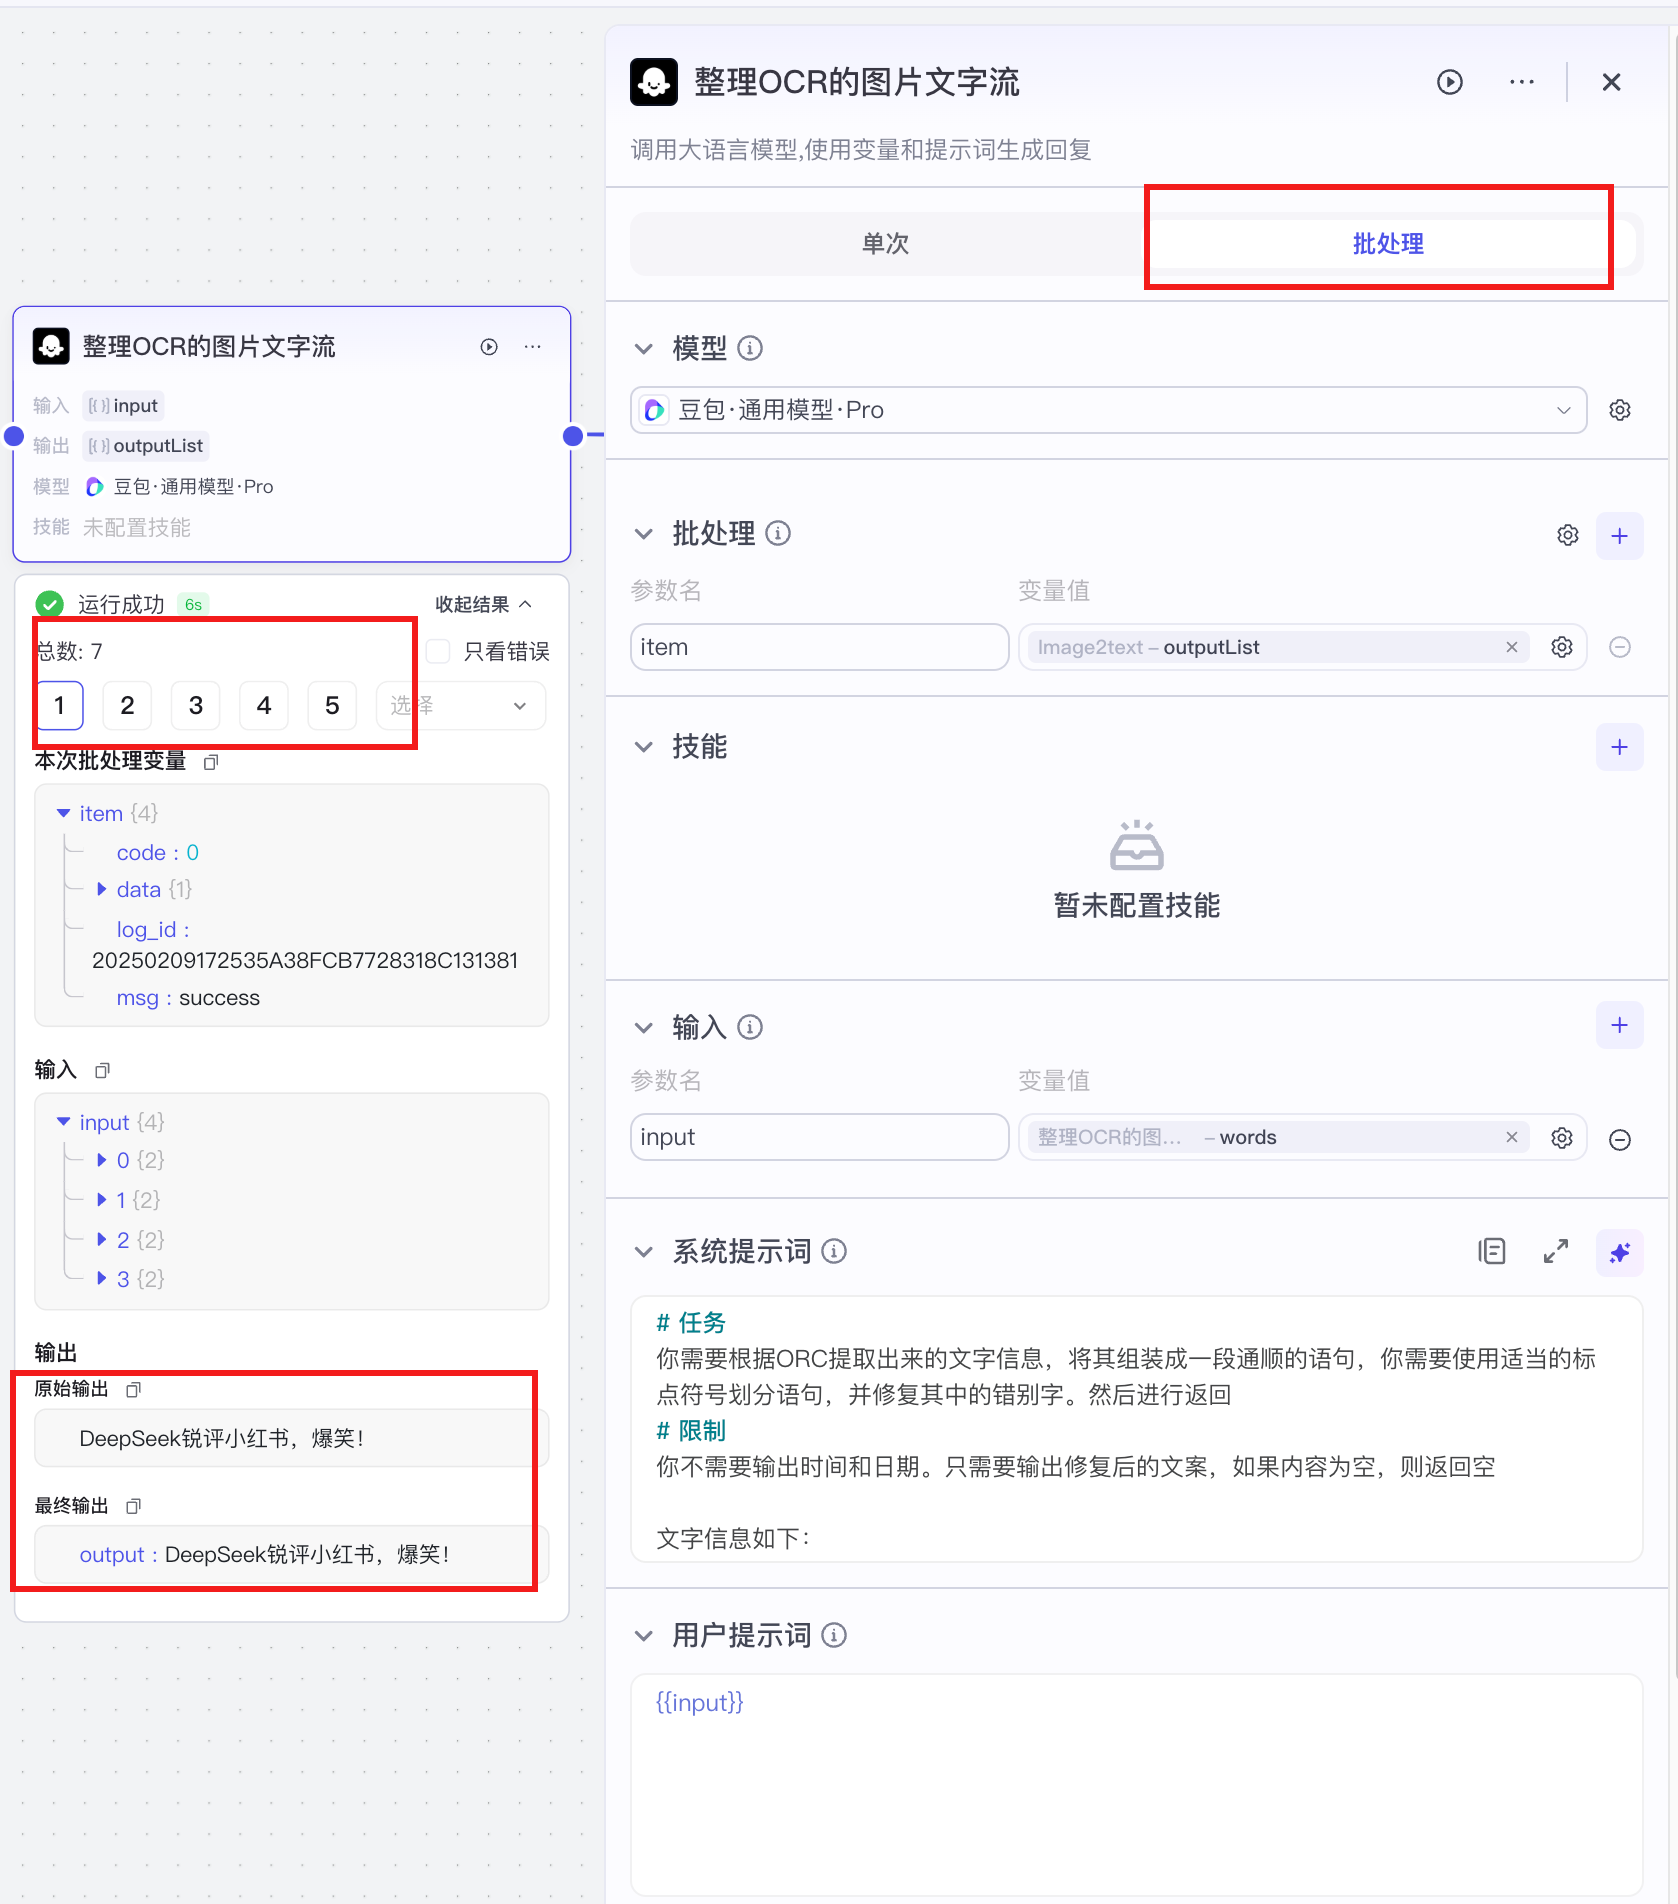 整理OCR的图片文字流
输入 [{}] input
输出 [{}] outputList
模型 豆包·通用模型·Pro
技能 未配置技能
运行成功 6s 收起结果
总数: 7 只看错误
1 2 3 4 5 选择
本次批处理变量
item {4}
code : 0
data {1}
log_id :
20250209172535A38FCB7728318C131381
msg : success
输入
input {4}
0 {2}
1 {2}
2 {2}
3 {2}
输出
原始输出
DeepSeek锐评小红书，爆笑！
最终输出
output : DeepSeek锐评小红书，爆笑！
整理OCR的图片文字流
调用大语言模型,使用变量和提示词生成回复
单次 批处理
模型
豆包·通用模型·Pro
批处理
参数名 变量值
item Image2text – outputList
技能
暂未配置技能
输入
参数名 变量值
input 整理OCR的图... – words
系统提示词
# 任务
你需要根据ORC提取出来的文字信息，将其组装成一段通顺的语句，你需要使用适当的标
点符号划分语句，并修复其中的错别字。然后进行返回
# 限制
你不需要输出时间和日期。只需要输出修复后的文案，如果内容为空，则返回空
文字信息如下：
用户提示词
{{input}}